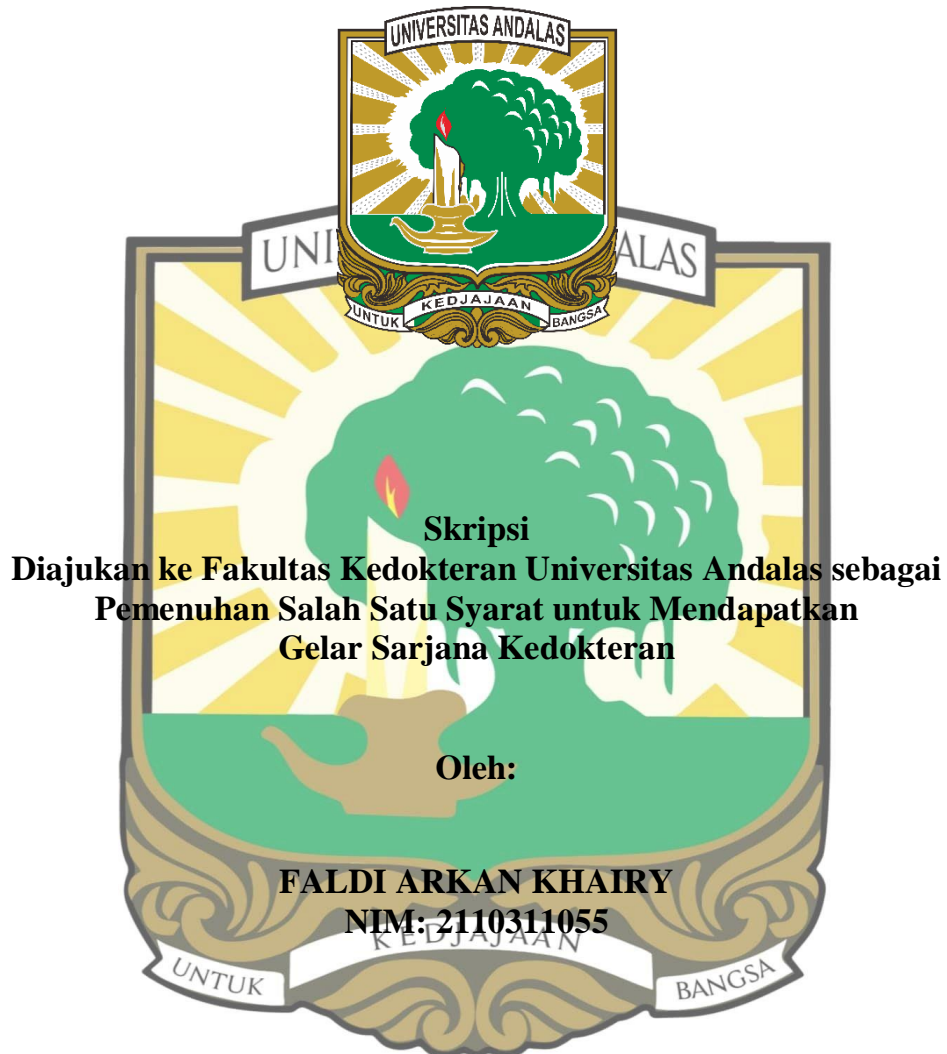 UNIVERSITAS ANDALAS
UNTUK KEDJAJAAN BANGSA
UNI ALAS
Skripsi
Diajukan ke Fakultas Kedokteran Universitas Andalas sebagai
Pemenuhan Salah Satu Syarat untuk Mendapatkan
Gelar Sarjana Kedokteran
Oleh:
FALDI ARKAN KHAIRY
NIM: 2110311055
UNTUK KEDJAJAAN BANGSA